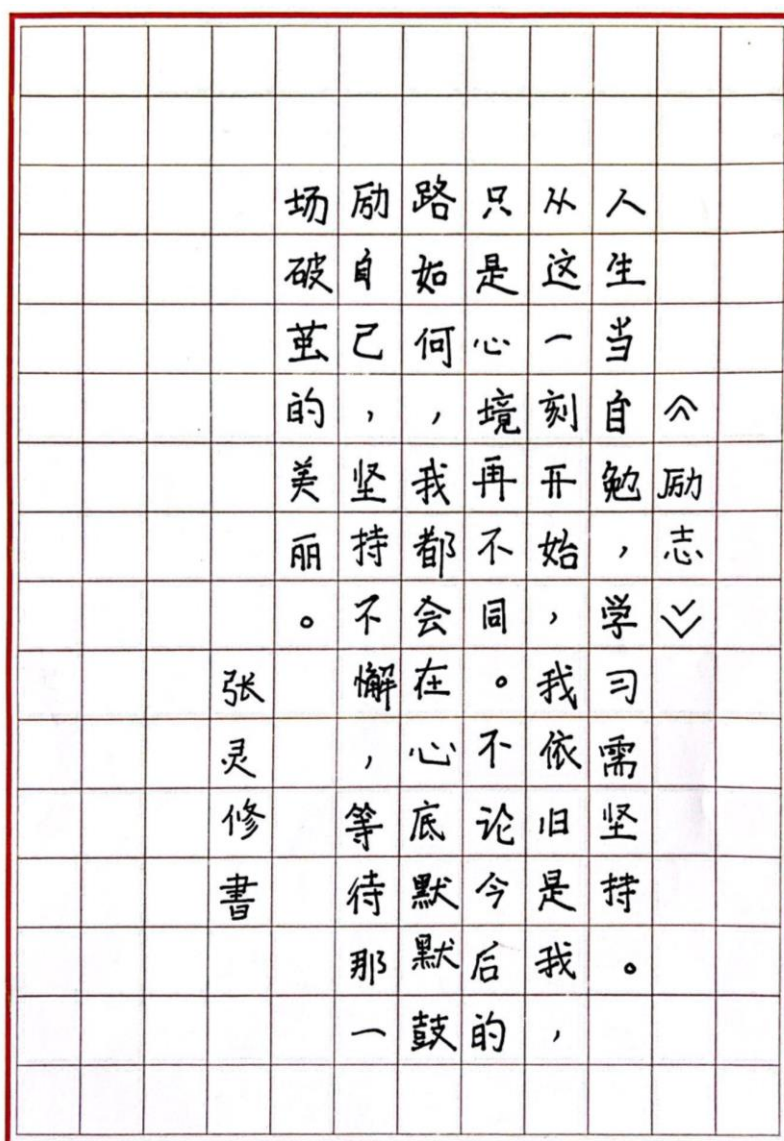 《励志》
人生当自勉，学习需坚持。
从这一刻开始，我依旧是我，
只是心境再不同。不论今后的
路如何，我都会在心底默默鼓
励自己，坚持不懈，等待那一
场破茧的美丽。
张灵修書